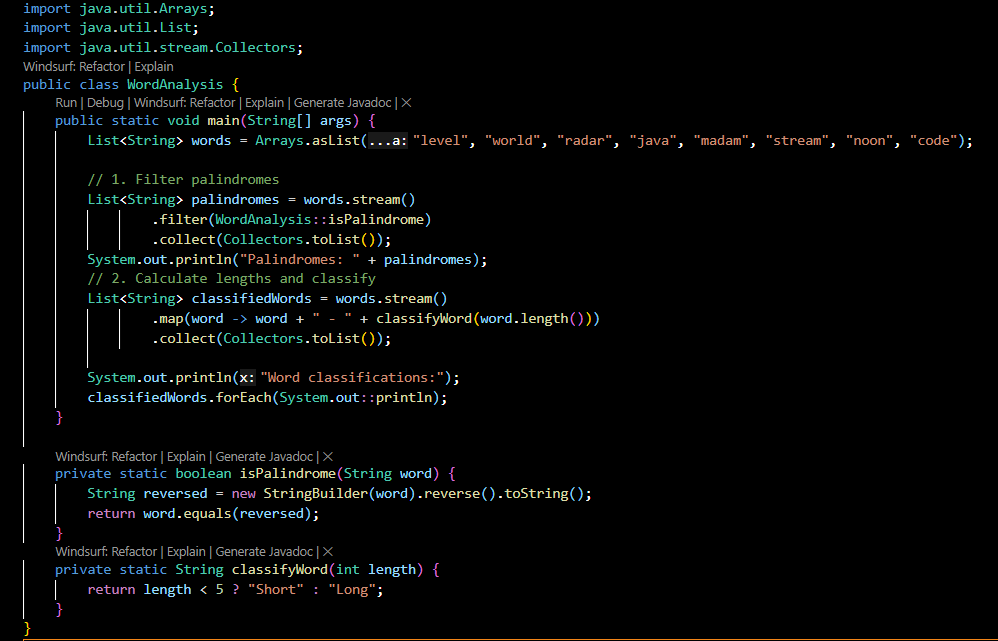 import java.util.Arrays;
import java.util.List;
import java.util.stream.Collectors;
Windsurf: Refactor | Explain
public class WordAnalysis {
Run | Debug | Windsurf: Refactor | Explain | Generate Javadoc | ×
public static void main(String[] args) {
List<String> words = Arrays.asList(...a: "level", "world", "radar", "java", "madam", "stream", "noon", "code");
// 1. Filter palindromes
List<String> palindromes = words.stream()
.filter(WordAnalysis::isPalindrome)
.collect(Collectors.toList());
System.out.println("Palindromes: " + palindromes);
// 2. Calculate lengths and classify
List<String> classifiedWords = words.stream()
.map(word -> word + " - " + classifyWord(word.length()))
.collect(Collectors.toList());
System.out.println(x: "Word classifications:");
classifiedWords.forEach(System.out::println);
}
Windsurf: Refactor | Explain | Generate Javadoc | ×
private static boolean isPalindrome(String word) {
String reversed = new StringBuilder(word).reverse().toString();
return word.equals(reversed);
}
Windsurf: Refactor | Explain | Generate Javadoc | ×
private static String classifyWord(int length) {
return length < 5 ? "Short" : "Long";
}
}